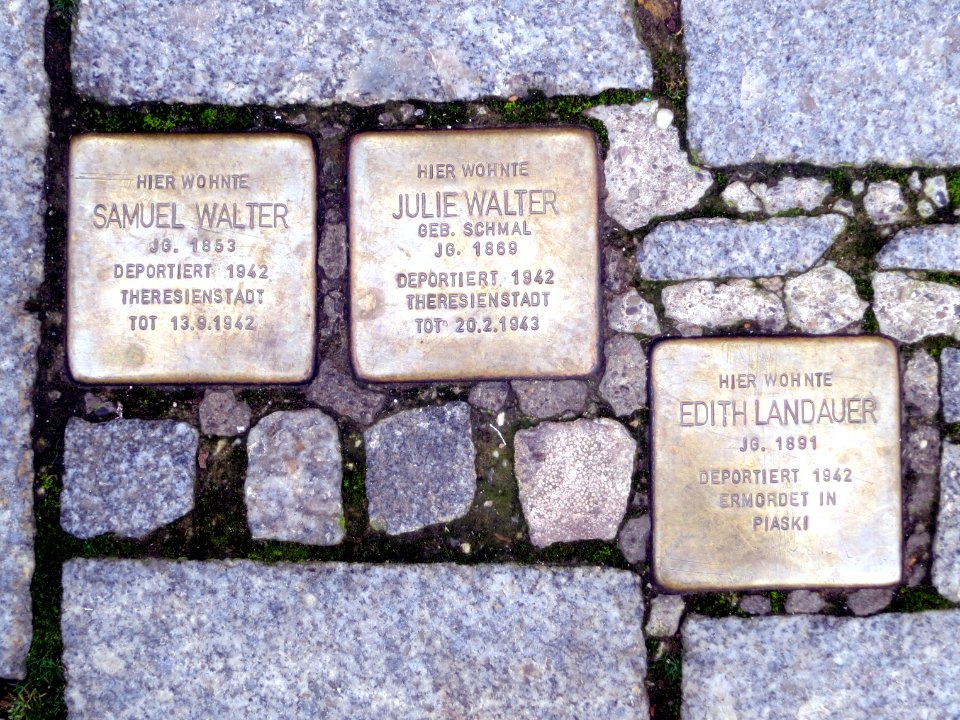 HIER WOHNTE
SAMUEL WALTER
JG. 1853
DEPORTIERT 1942
THERESIENSTADT
TOT 13.9.1942
HIER WOHNTE
JULIE WALTER
GEB. SCHMAL
JG. 1869
DEPORTIERT 1942
THERESIENSTADT
TOT 20.2.1943
HIER WOHNTE
EDITH LANDAUER
JG. 1891
DEPORTIERT 1942
ERMORDET IN
PIASKI